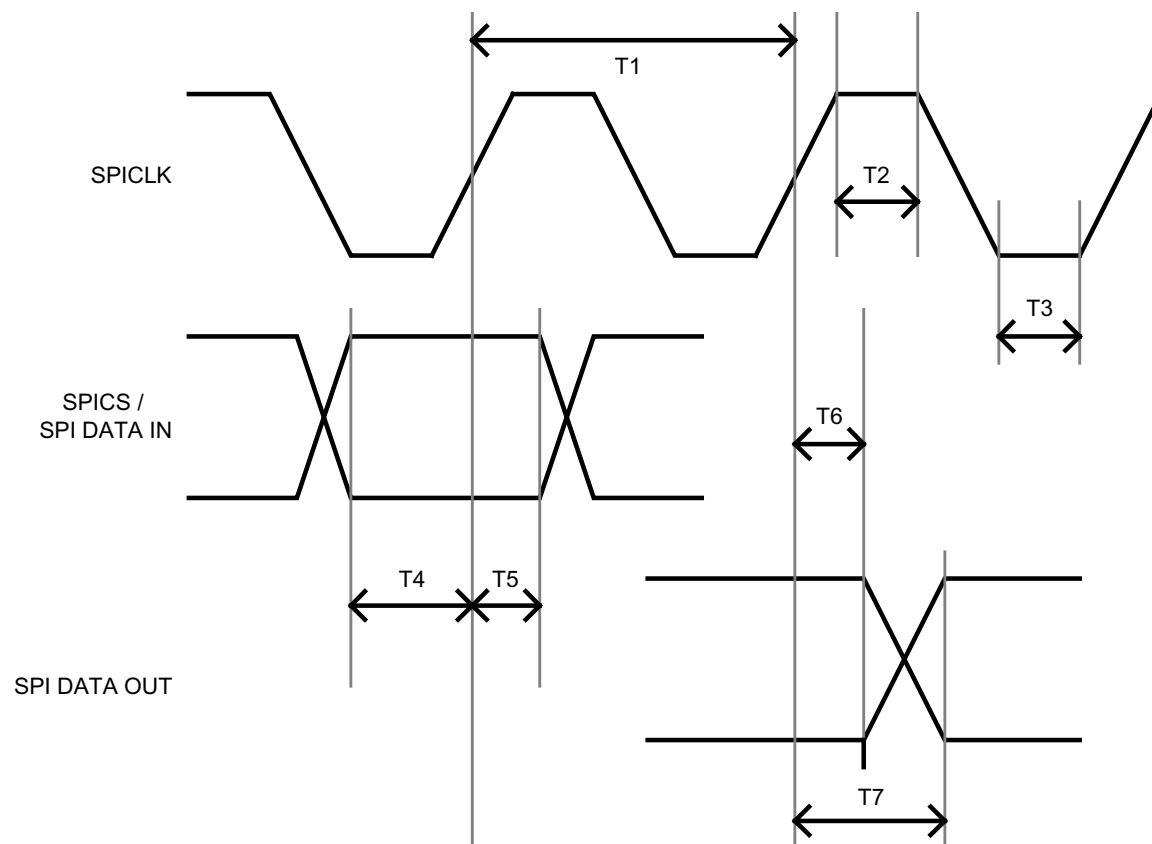 T1
SPICLK
T2
T3
SPICS /
SPI DATA IN
T6
T4
T5
SPI DATA OUT
T7